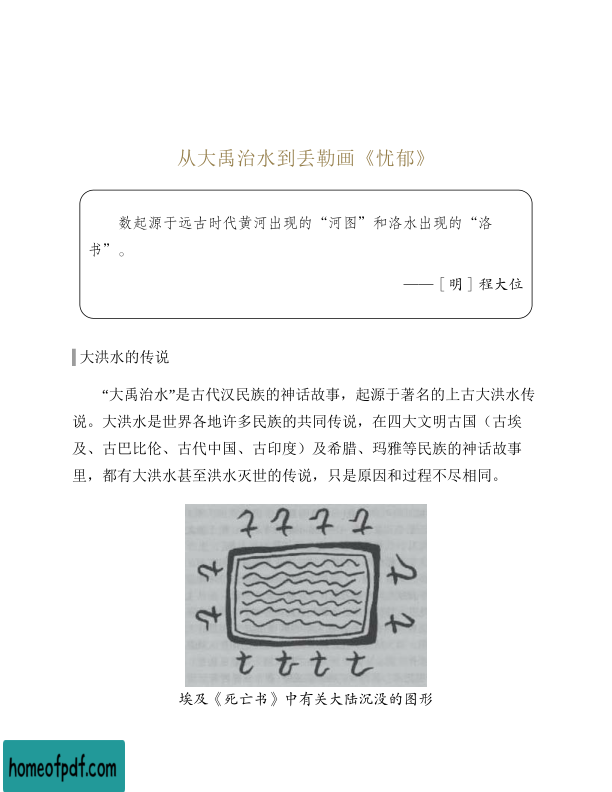 从大禹治水到丢勒画《忧郁》
数起源于远古时代黄河出现的“河图”和洛水出现的“洛
书”。
——［明］程大位
大洪水的传说
“大禹治水”是古代汉民族的神话故事，起源于著名的上古大洪水传
说。大洪水是世界各地许多民族的共同传说，在四大文明古国（古埃
及、古巴比伦、古代中国、古印度）及希腊、玛雅等民族的神话故事
里，都有大洪水甚至洪水灭世的传说，只是原因和过程不尽相同。
埃及《死亡书》中有关大陆沉没的图形
homeofpdf.com